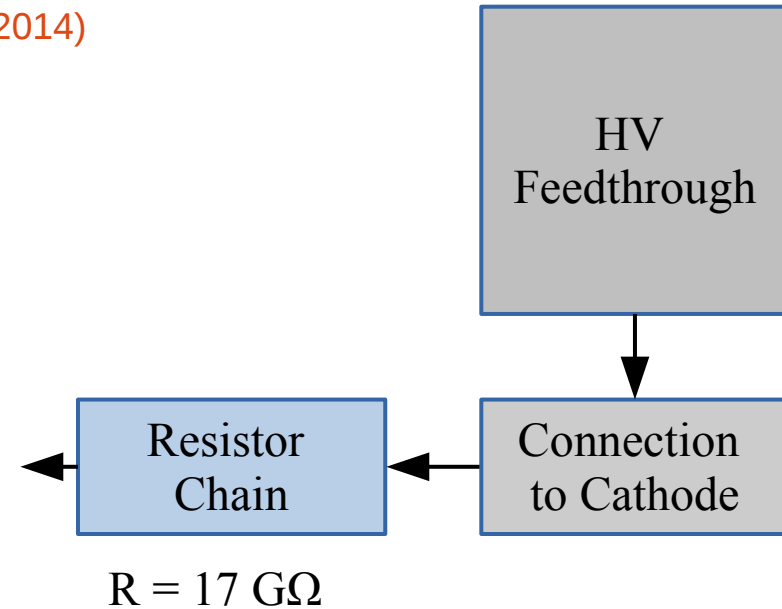 2014)
HV
Feedthrough
Resistor
Chain
Connection
to Cathode
R = 17 GΩ